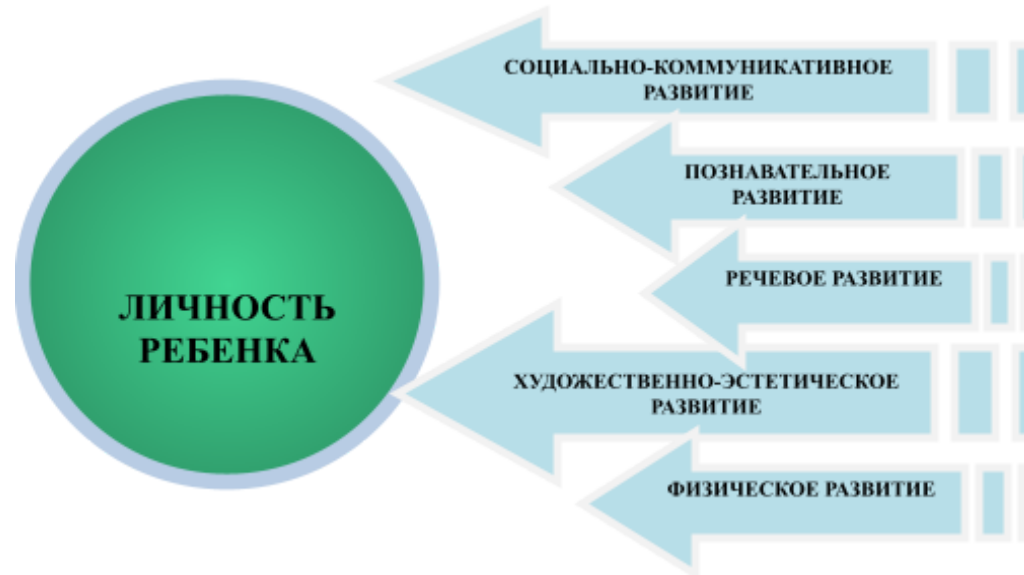 СОЦИАЛЬНО-КОММУНИКАТИВНОЕ
РАЗВИТИЕ
ПОЗНАВАТЕЛЬНОЕ
РАЗВИТИЕ
РЕЧЕВОЕ РАЗВИТИЕ
ЛИЧНОСТЬ
РЕБЕНКА
ХУДОЖЕСТВЕННО-ЭСТЕТИЧЕСКОЕ
РАЗВИТИЕ
ФИЗИЧЕСКОЕ РАЗВИТИЕ